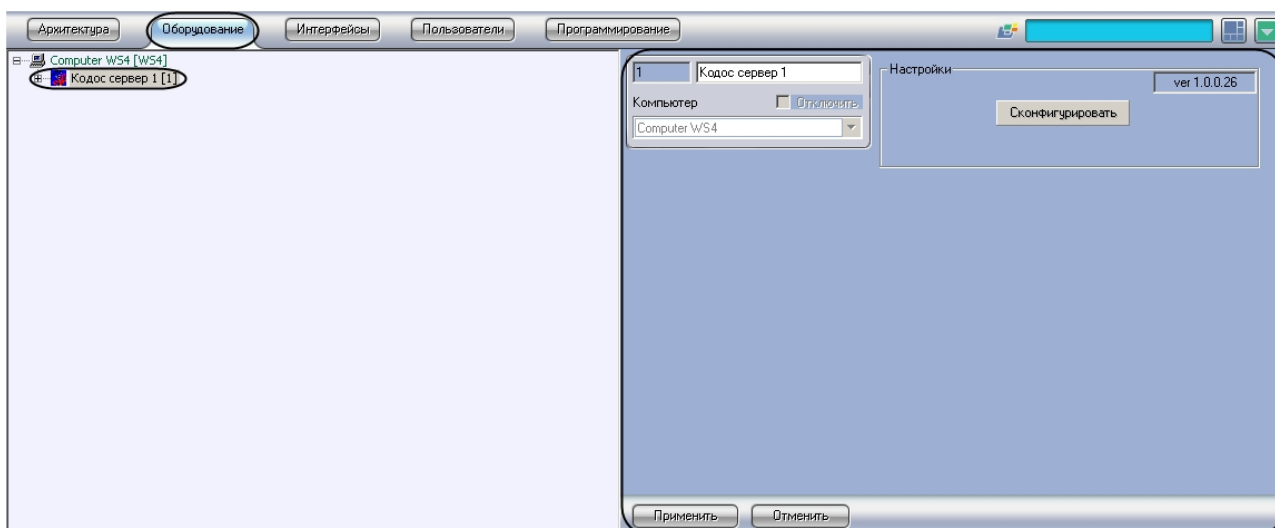 Архитектура Оборудование Интерфейсы Пользователи Программирование
Computer WS4 [WS4]
Кодос сервер 1 [1]
1 Кодос сервер 1
Компьютер Отключить
Computer WS4
Настройки
ver 1.0.0.26
Сконфигурировать
Применить Отменить